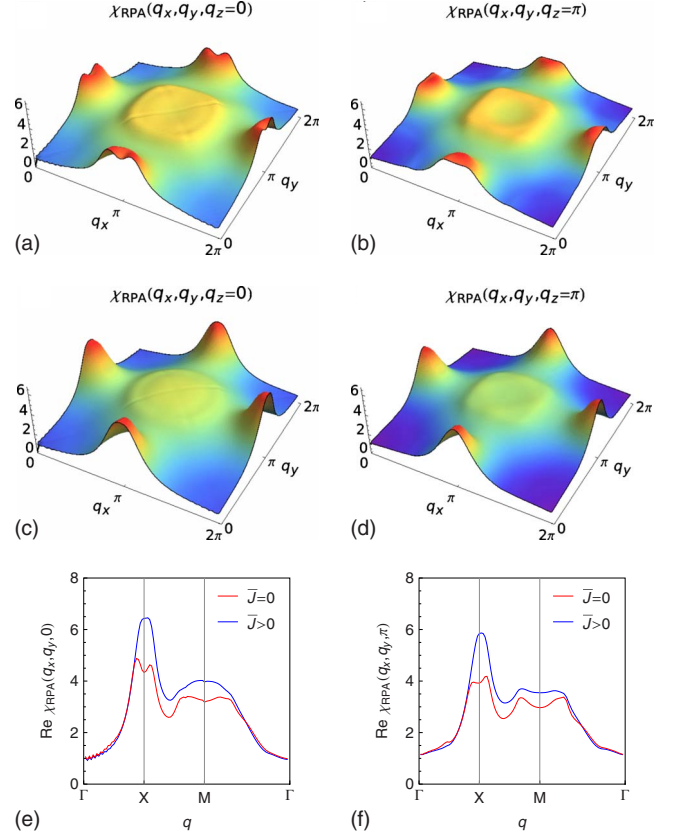 χRPA(qx,qy,qz=0)
6
4
2
0
0
qx
π
2π
0
π
qy
2π
(a)
χRPA(qx,qy,qz=π)
6
4
2
0
0
qx
π
2π
0
π
qy
2π
(b)
χRPA(qx,qy,qz=0)
6
4
2
0
0
qx
π
2π
0
π
qy
2π
(c)
χRPA(qx,qy,qz=π)
6
4
2
0
0
qx
π
2π
0
π
qy
2π
(d)
Re χRPA(qx,qy,0)
8
6
4
2
0
J̅=0
J̅>0
Γ X M Γ
q
(e)
Re χRPA(qx,qy,π)
8
6
4
2
0
J̅=0
J̅>0
Γ X M Γ
q
(f)